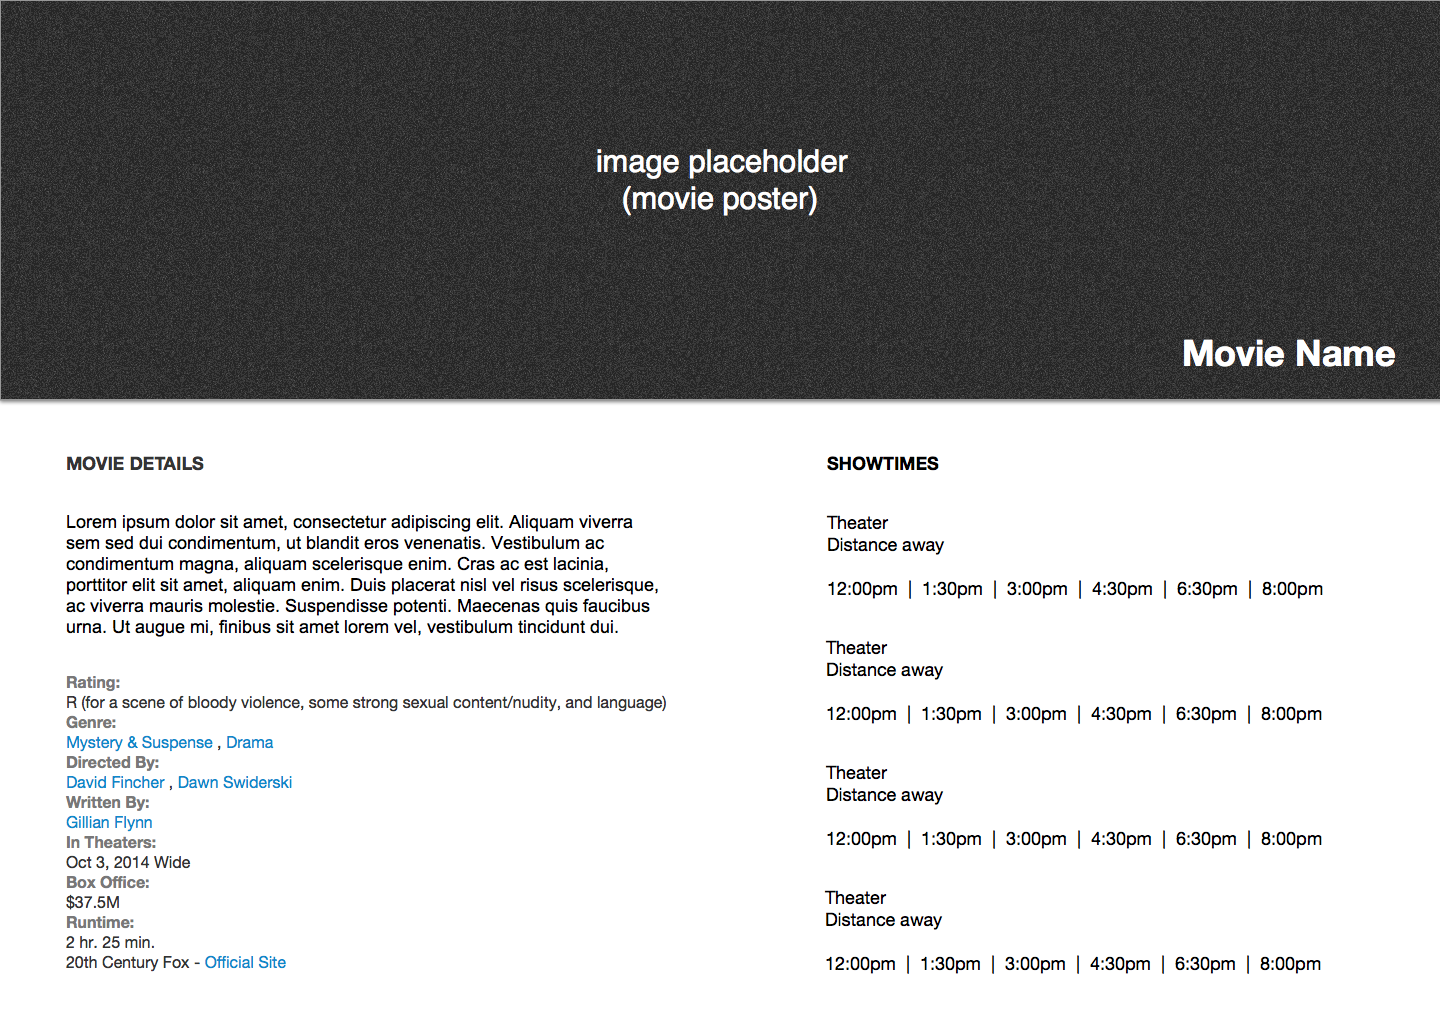 image placeholder
(movie poster)
Movie Name
MOVIE DETAILS
Lorem ipsum dolor sit amet, consectetur adipiscing elit. Aliquam viverra
sem sed dui condimentum, ut blandit eros venenatis. Vestibulum ac
condimentum magna, aliquam scelerisque enim. Cras ac est lacinia,
porttitor elit sit amet, aliquam enim. Duis placerat nisl vel risus scelerisque,
ac viverra mauris molestie. Suspendisse potenti. Maecenas quis faucibus
urna. Ut augue mi, finibus sit amet lorem vel, vestibulum tincidunt dui.
Rating:
R (for a scene of bloody violence, some strong sexual content/nudity, and language)
Genre:
Mystery & Suspense , Drama
Directed By:
David Fincher , Dawn Swiderski
Written By:
Gillian Flynn
In Theaters:
Oct 3, 2014 Wide
Box Office:
$37.5M
Runtime:
2 hr. 25 min.
20th Century Fox - Official Site
SHOWTIMES
Theater
Distance away
12:00pm | 1:30pm | 3:00pm | 4:30pm | 6:30pm | 8:00pm
Theater
Distance away
12:00pm | 1:30pm | 3:00pm | 4:30pm | 6:30pm | 8:00pm
Theater
Distance away
12:00pm | 1:30pm | 3:00pm | 4:30pm | 6:30pm | 8:00pm
Theater
Distance away
12:00pm | 1:30pm | 3:00pm | 4:30pm | 6:30pm | 8:00pm